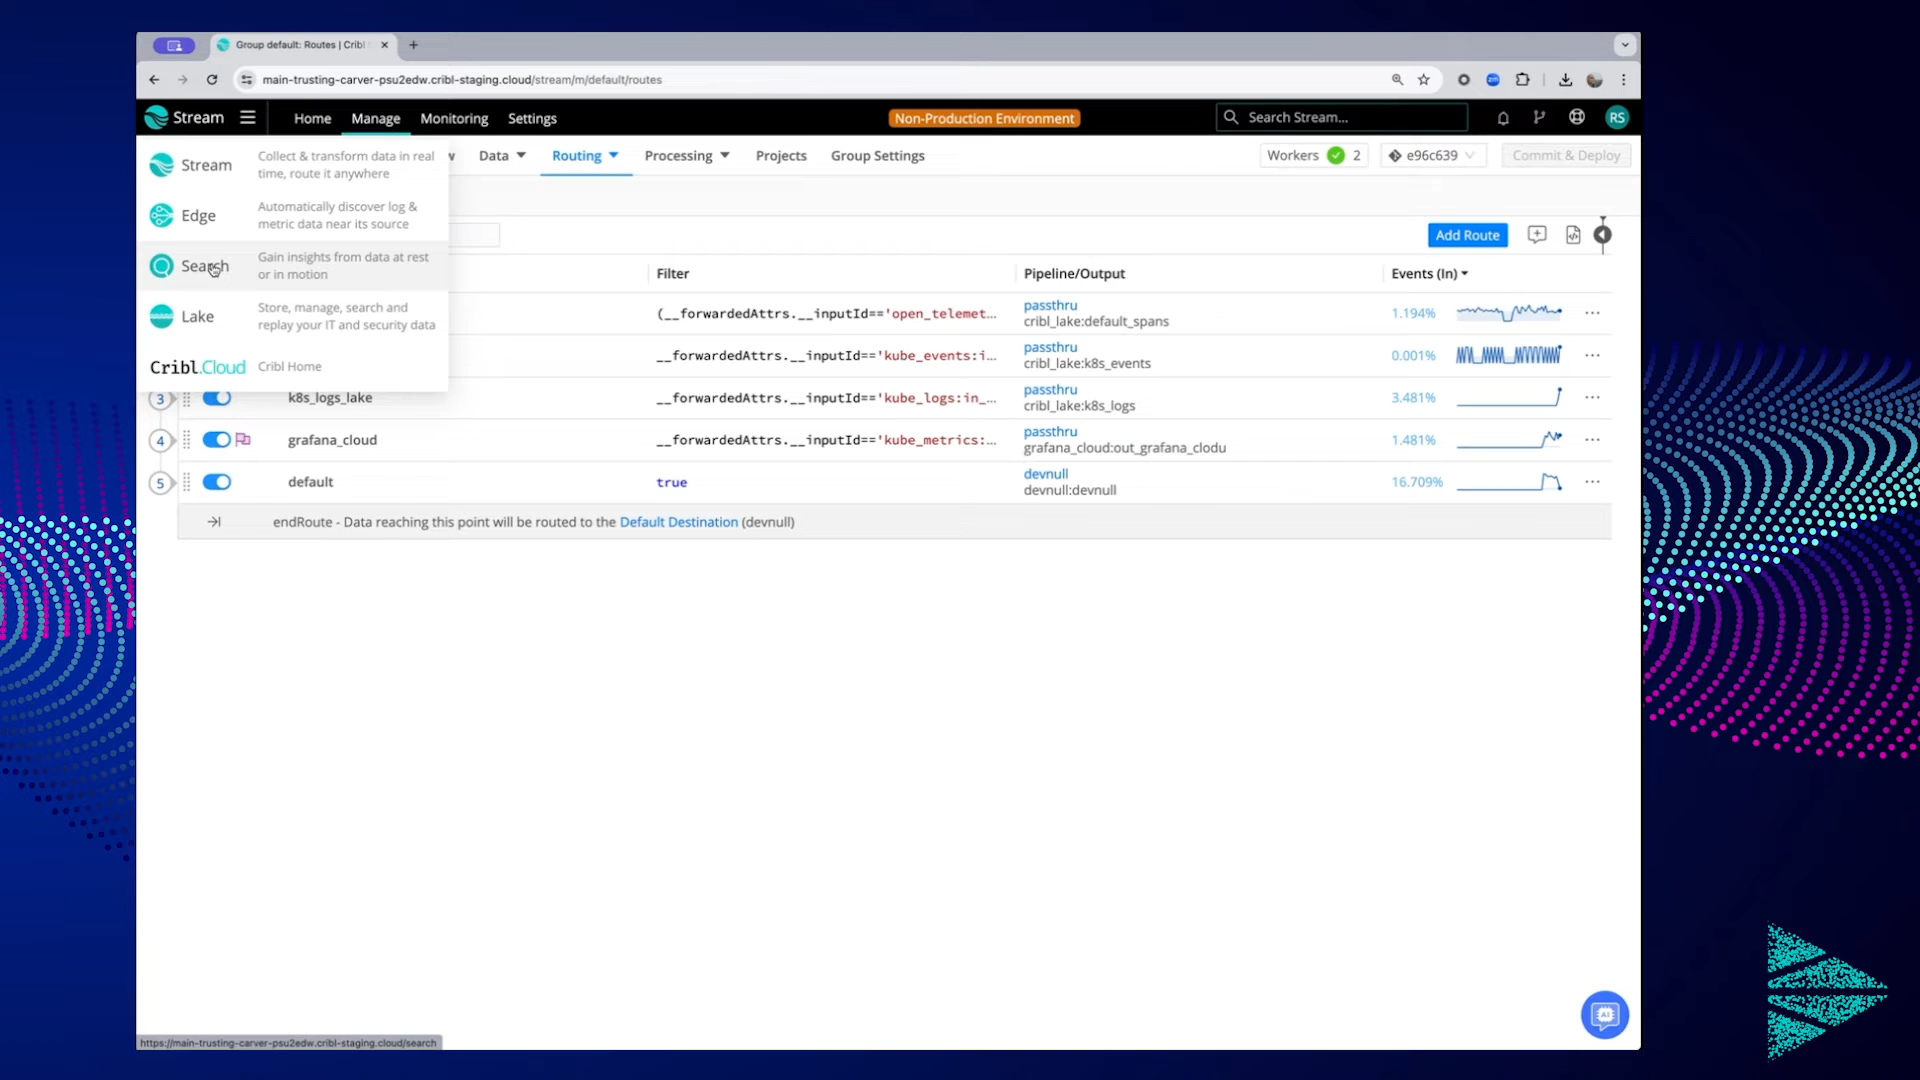 Group default: Routes | Cribl
main-trusting-carver-psu2edw.cribl-staging.cloud/stream/m/default/routes
Stream
Home
Manage
Monitoring
Settings
Non-Production Environment
Search Stream...
RS
Data
Routing
Processing
Projects
Group Settings
Workers 2
e96c639
Commit & Deploy
Stream
Collect & transform data in real
time, route it anywhere
Edge
Automatically discover log &
metric data near its source
Search
Gain insights from data at rest
or in motion
Lake
Store, manage, search and
replay your IT and security data
Cribl.Cloud
Cribl Home
Add Route
Filter
Pipeline/Output
Events (In)
(__forwardedAttrs.__inputId=='open_telemet...
passthru
cribl_lake:default_spans
1.194%
__forwardedAttrs.__inputId=='kube_events:i...
passthru
cribl_lake:k8s_events
0.001%
3
k8s_logs_lake
__forwardedAttrs.__inputId=='kube_logs:in_...
passthru
cribl_lake:k8s_logs
3.481%
4
grafana_cloud
__forwardedAttrs.__inputId=='kube_metrics:...
passthru
grafana_cloud:out_grafana_clodu
1.481%
5
default
true
devnull
devnull:devnull
16.709%
endRoute - Data reaching this point will be routed to the Default Destination (devnull)
AI
https://main-trusting-carver-psu2edw.cribl-staging.cloud/search